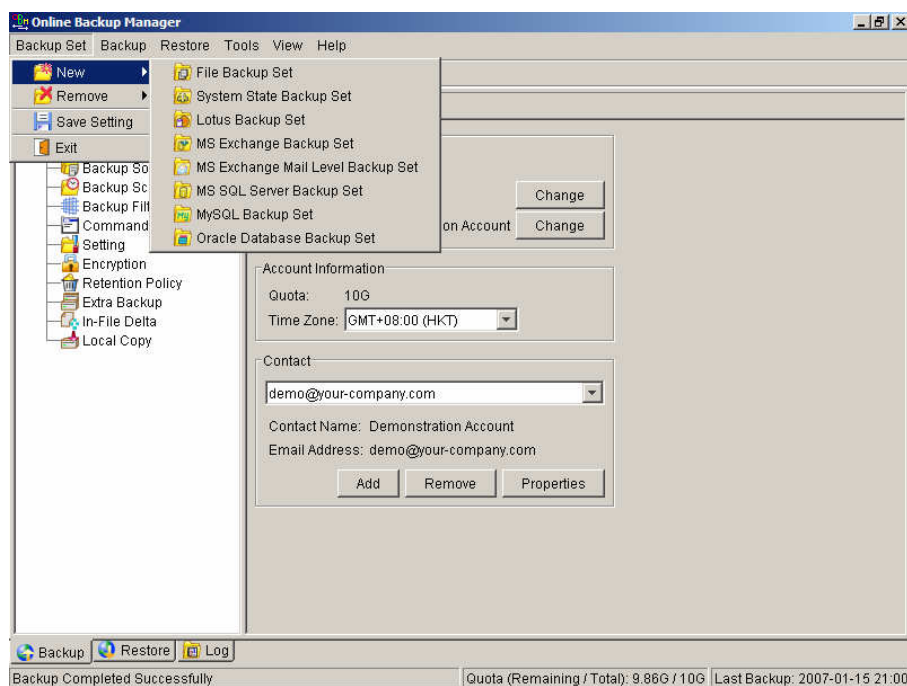 Online Backup Manager
Backup Set Backup Restore Tools View Help
New
Remove
Save Setting
Exit
File Backup Set
System State Backup Set
Lotus Backup Set
MS Exchange Backup Set
MS Exchange Mail Level Backup Set
MS SQL Server Backup Set
MySQL Backup Set
Oracle Database Backup Set
Backup So
Backup Sc
Backup Filt
Command
Setting
Encryption
Retention Policy
Extra Backup
In-File Delta
Local Copy
Change
on Account Change
Account Information
Quota: 10G
Time Zone: GMT+08:00 (HKT)
Contact
demo@your-company.com
Contact Name: Demonstration Account
Email Address: demo@your-company.com
Add Remove Properties
Backup Restore Log
Backup Completed Successfully Quota (Remaining / Total): 9.86G / 10G Last Backup: 2007-01-15 21:00